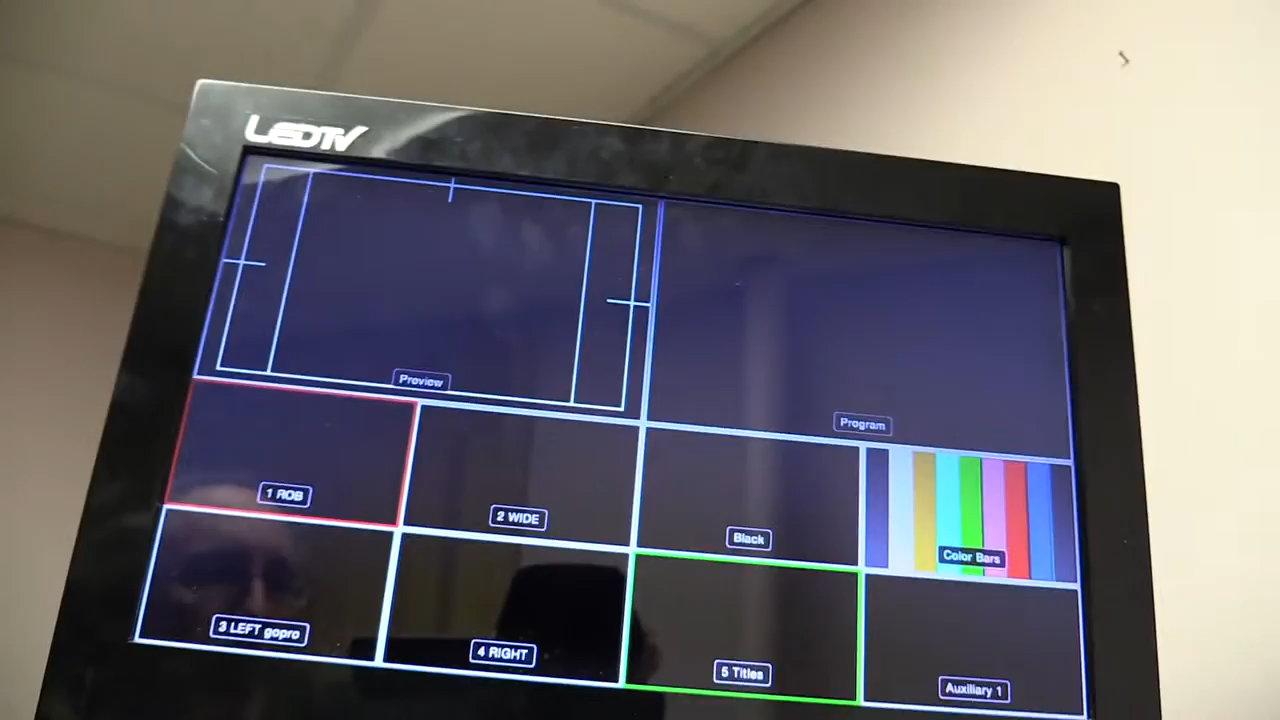 LEDTV
Preview
Program
1 ROB
2 WIDE
Black
Color Bars
3 LEFT gopro
4 RIGHT
5 Titles
Auxiliary 1